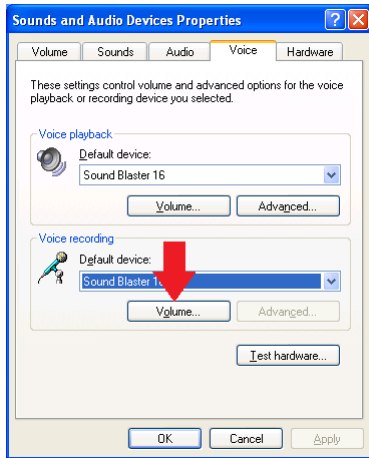 Sounds and Audio Devices Properties
Volume Sounds Audio Voice Hardware
These settings control volume and advanced options for the voice
playback or recording device you selected.
Voice playback
Default device:
Sound Blaster 16
Volume... Advanced...
Voice recording
Default device:
Sound Blaster
Volume... Advanced...
Test hardware...
OK Cancel Apply